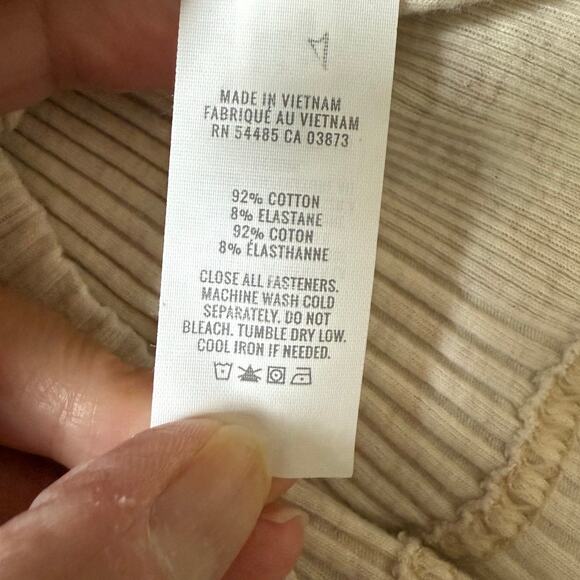 MADE IN VIETNAM
FABRIQUÉ AU VIETNAM
RN 54485 CA 03873
92% COTTON
8% ELASTANE
92% COTON
8% ÉLASTHANNE
CLOSE ALL FASTENERS.
MACHINE WASH COLD
SEPARATELY. DO NOT
BLEACH. TUMBLE DRY LOW.
COOL IRON IF NEEDED.